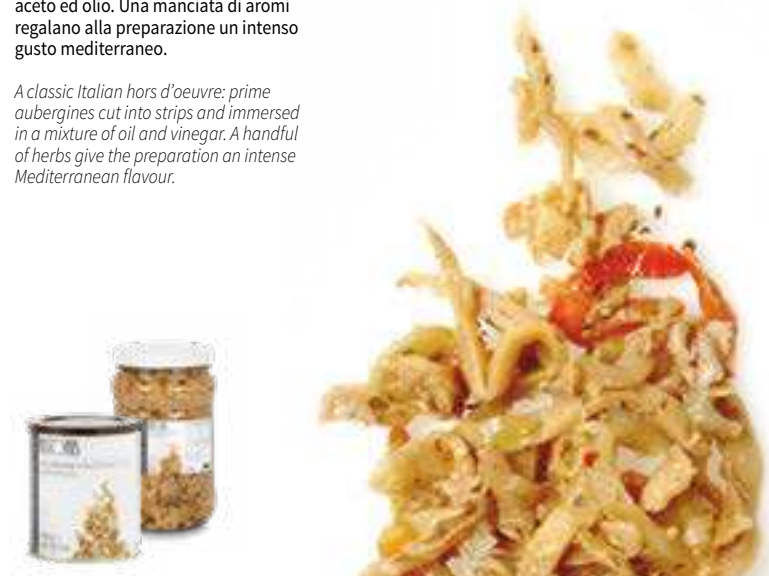 aceto ed olio. Una manciata di aromi
regalano alla preparazione un intenso
gusto mediterraneo.
A classic Italian hors d’oeuvre: prime
aubergines cut into strips and immersed
in a mixture of oil and vinegar. A handful
of herbs give the preparation an intense
Mediterranean flavour.